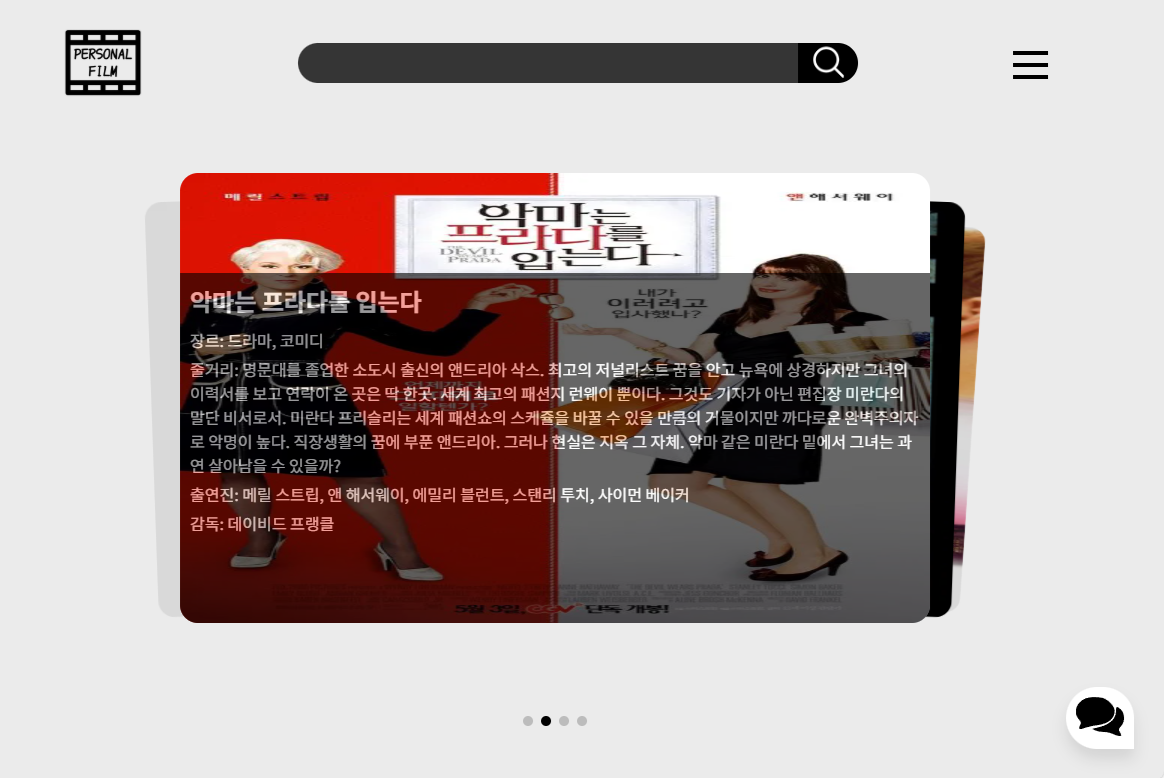 PERSONAL
FILM
메릴 스트립
앤 해서웨이
악마는
프라다를
입는다
THE
DEVIL
WEARS
PRADA
내가
이러려고
입사했나?
악마는 프라다를 입는다
장르: 드라마, 코미디
줄거리: 명문대를 졸업한 소도시 출신의 앤드리아 삭스. 최고의 저널리스트 꿈을 안고 뉴욕에 상경하지만 그녀의
이력서를 보고 연락이 온 곳은 딱 한곳. 세계 최고의 패션지 런웨이 뿐이다. 그것도 기자가 아닌 편집장 미란다의
말단 비서로서. 미란다 프리슬리는 세계 패션쇼의 스케쥴을 바꿀 수 있을 만큼의 거물이지만 까다로운 완벽주의자
로 악명이 높다. 직장생활의 꿈에 부푼 앤드리아. 그러나 현실은 지옥 그 자체. 악마 같은 미란다 밑에서 그녀는 과
연 살아남을 수 있을까?
출연진: 메릴 스트립, 앤 해서웨이, 에밀리 블런트, 스탠리 투치, 사이먼 베이커
감독: 데이비드 프랭클
5월 3일, CGV 단독 개봉!